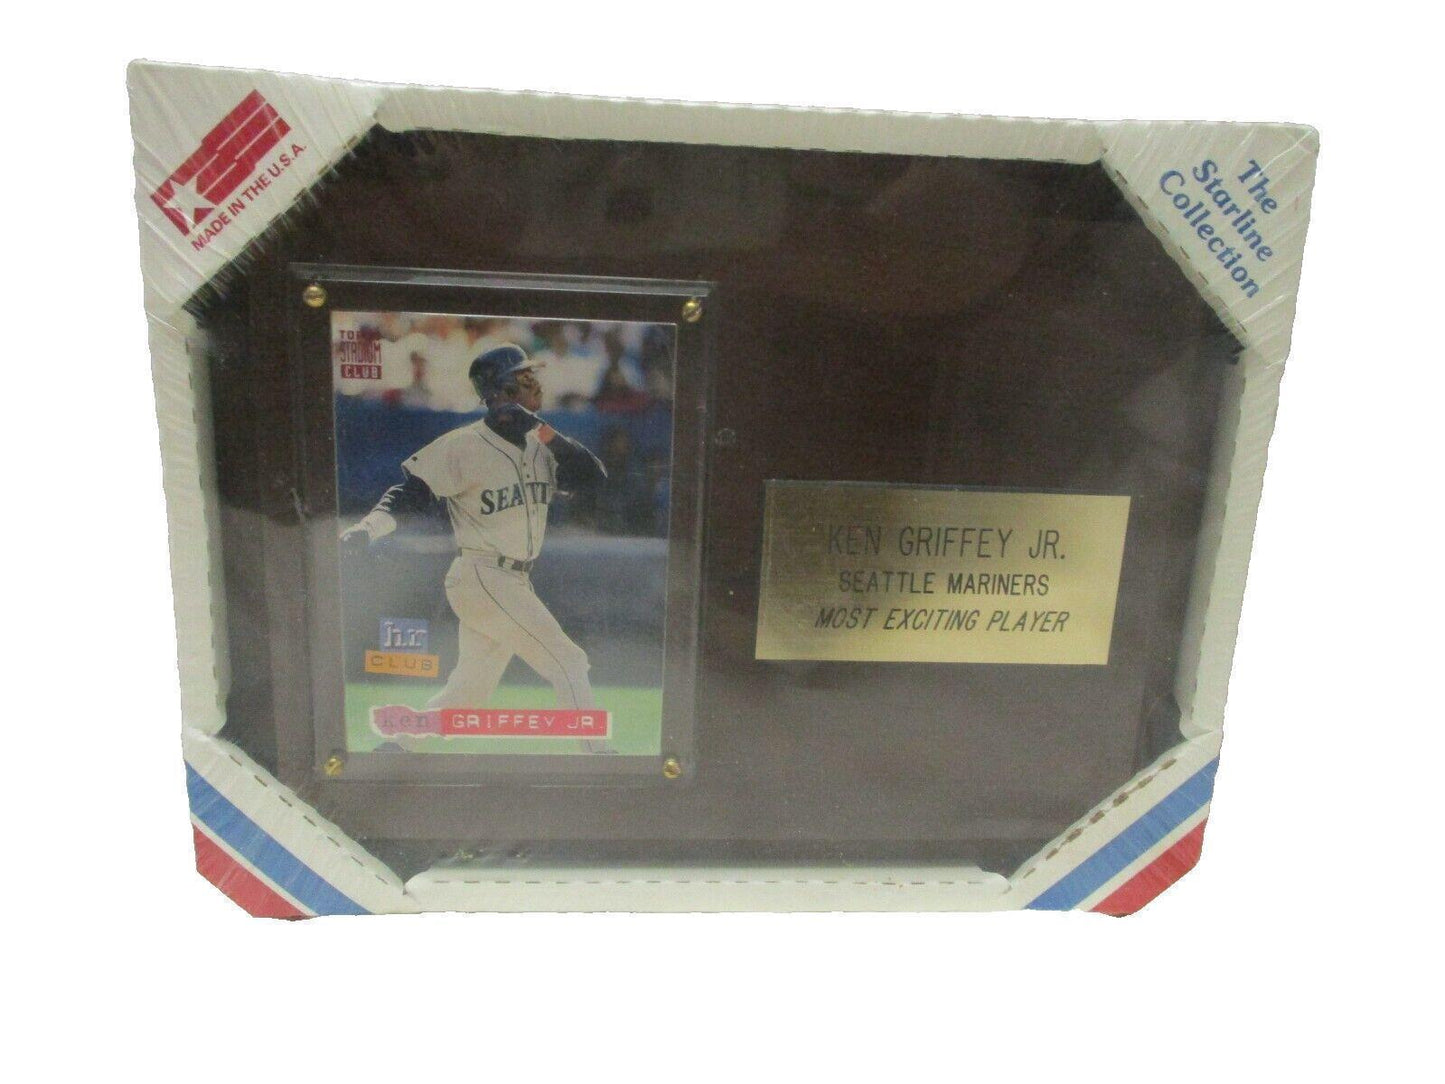 MADE IN THE U.S.A.
The
Starline
Collection
STADIUM
CLUB
SEATT
hr
CLUB
ken GRIFFEY JR.
KEN GRIFFEY JR.
SEATTLE MARINERS
MOST EXCITING PLAYER